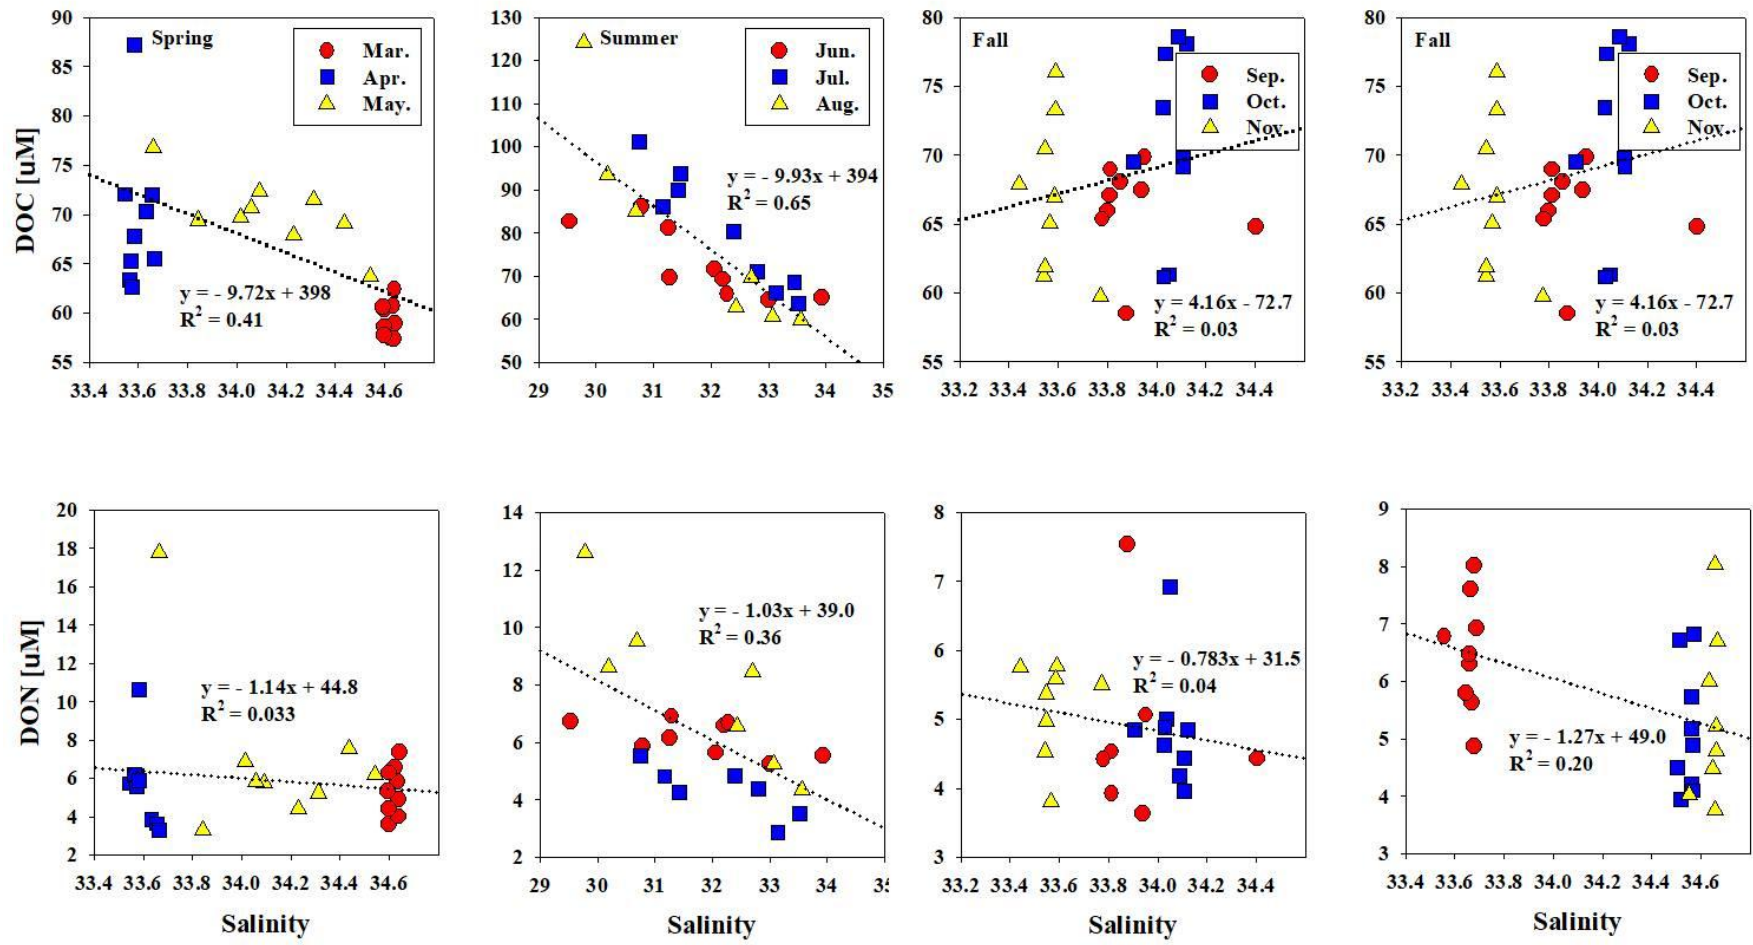 90
85
80
75
70
65
60
55
DOC [uM]
Spring
Mar.
Apr.
May.
y = - 9.72x + 398
R2 = 0.41
33.4 33.6 33.8 34.0 34.2 34.4 34.6
130
120
110
100
90
80
70
60
50
Summer
Jun.
Jul.
Aug.
y = - 9.93x + 394
R2 = 0.65
29 30 31 32 33 34 35
80
75
70
65
60
55
Fall
Sep.
Oct.
Nov.
y = 4.16x - 72.7
R2 = 0.03
33.2 33.4 33.6 33.8 34.0 34.2 34.4
80
75
70
65
60
55
Fall
Sep.
Oct.
Nov.
y = 4.16x - 72.7
R2 = 0.03
33.2 33.4 33.6 33.8 34.0 34.2 34.4
20
18
16
14
12
10
8
6
4
2
DON [uM]
y = - 1.14x + 44.8
R2 = 0.033
33.4 33.6 33.8 34.0 34.2 34.4 34.6
Salinity
14
12
10
8
6
4
2
y = - 1.03x + 39.0
R2 = 0.36
29 30 31 32 33 34
Salinity
8
7
6
5
4
3
y = - 0.783x + 31.5
R2 = 0.04
33.2 33.4 33.6 33.8 34.0 34.2 34.4
Salinity
9
8
7
6
5
4
3
y = - 1.27x + 49.0
R2 = 0.20
33.4 33.6 33.8 34.0 34.2 34.4 34.6
Salinity